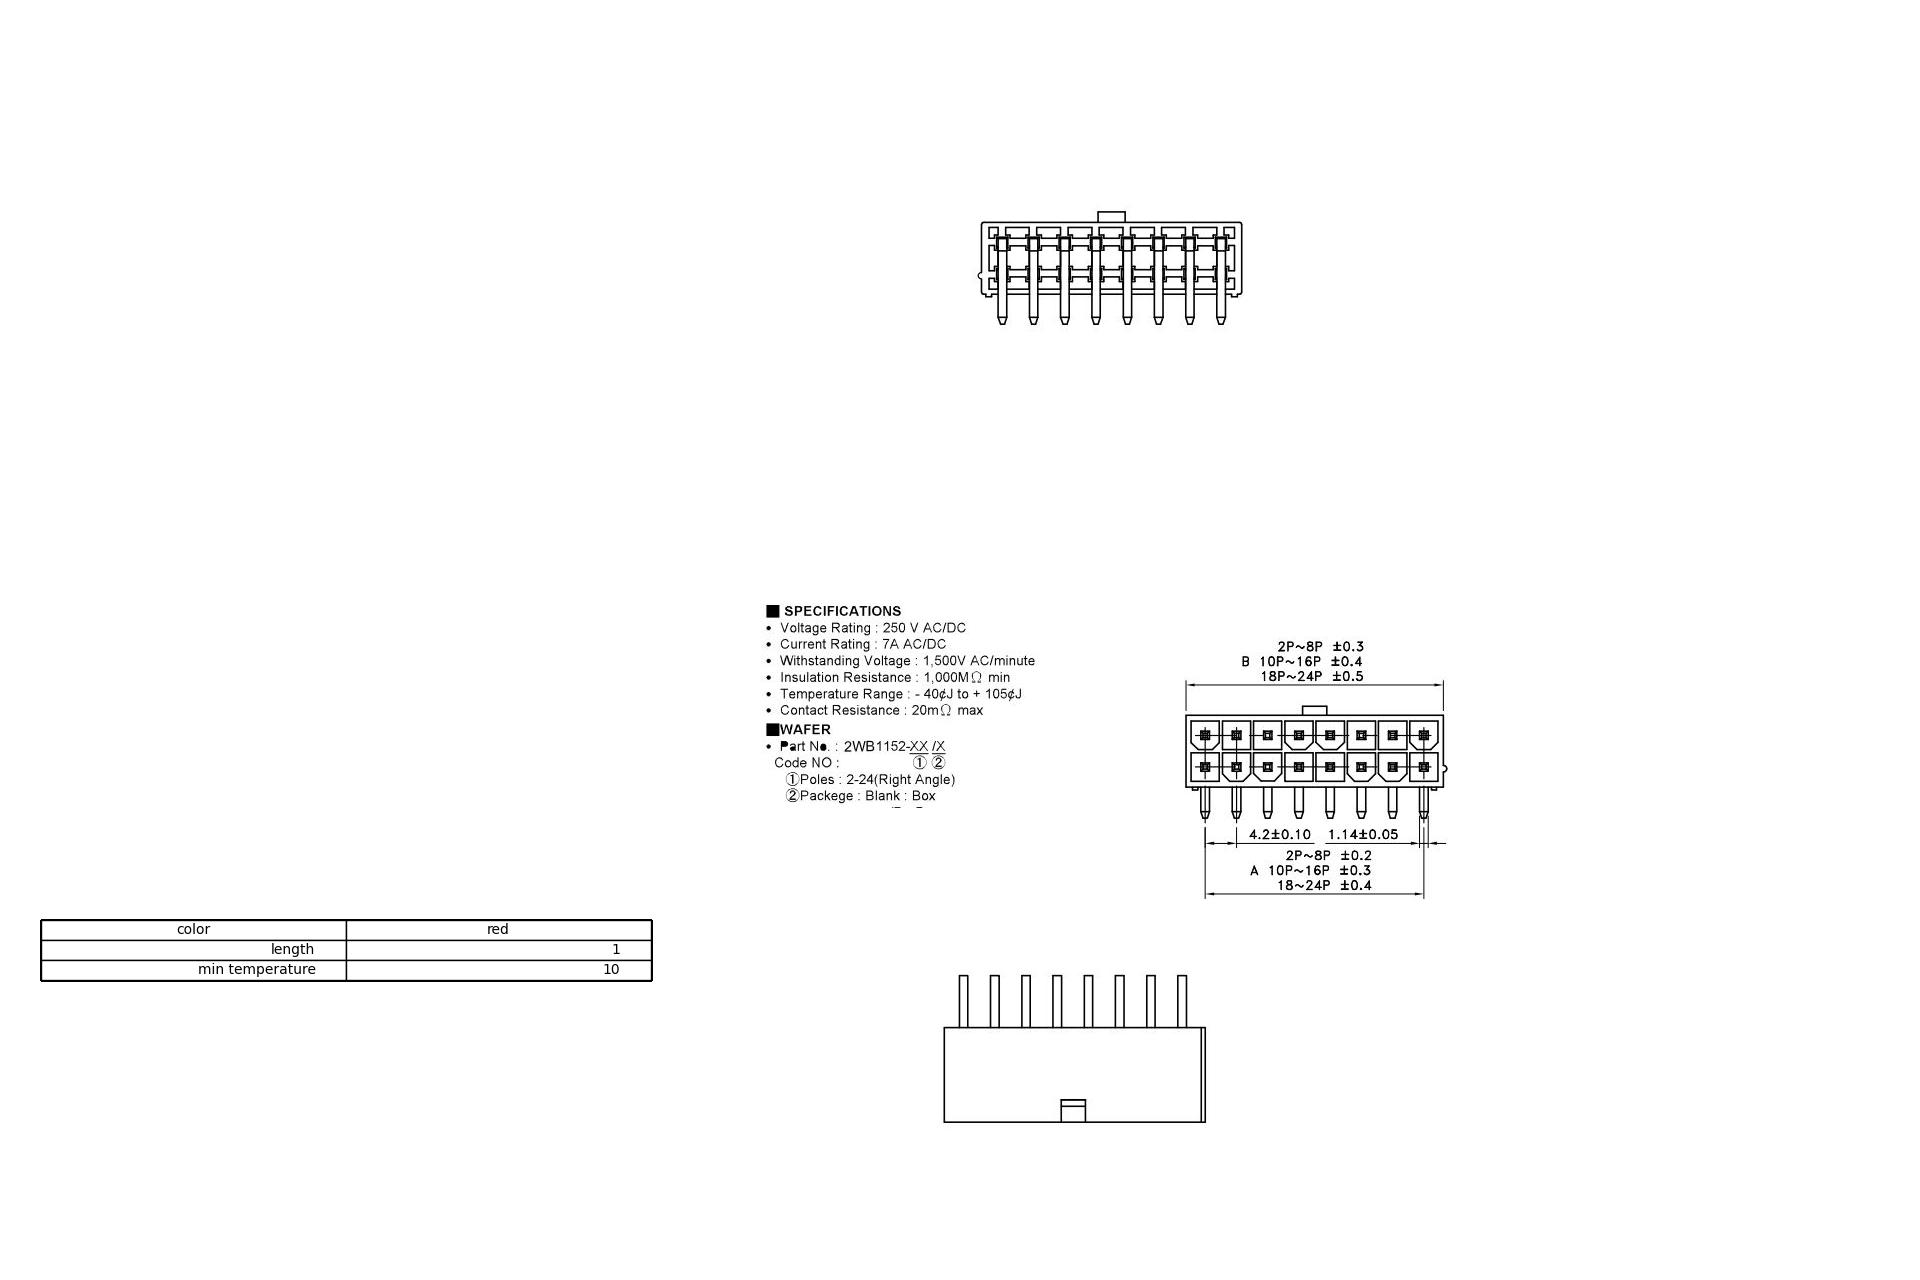 ■ SPECIFICATIONS
• Voltage Rating : 250 V AC/DC
• Current Rating : 7A AC/DC
• Withstanding Voltage : 1,500V AC/minute
• Insulation Resistance : 1,000MΩ min
• Temperature Range : - 40¢J to + 105¢J
• Contact Resistance : 20mΩ max
■WAFER
• Part No. : 2WB1152-XX /X
Code NO : ① ②
①Poles : 2-24(Right Angle)
②Packege : Blank : Box
2P~8P ±0.3
B 10P~16P ±0.4
18P~24P ±0.5
4.2±0.10 1.14±0.05
2P~8P ±0.2
A 10P~16P ±0.3
18~24P ±0.4
color red
length 1
min temperature 10